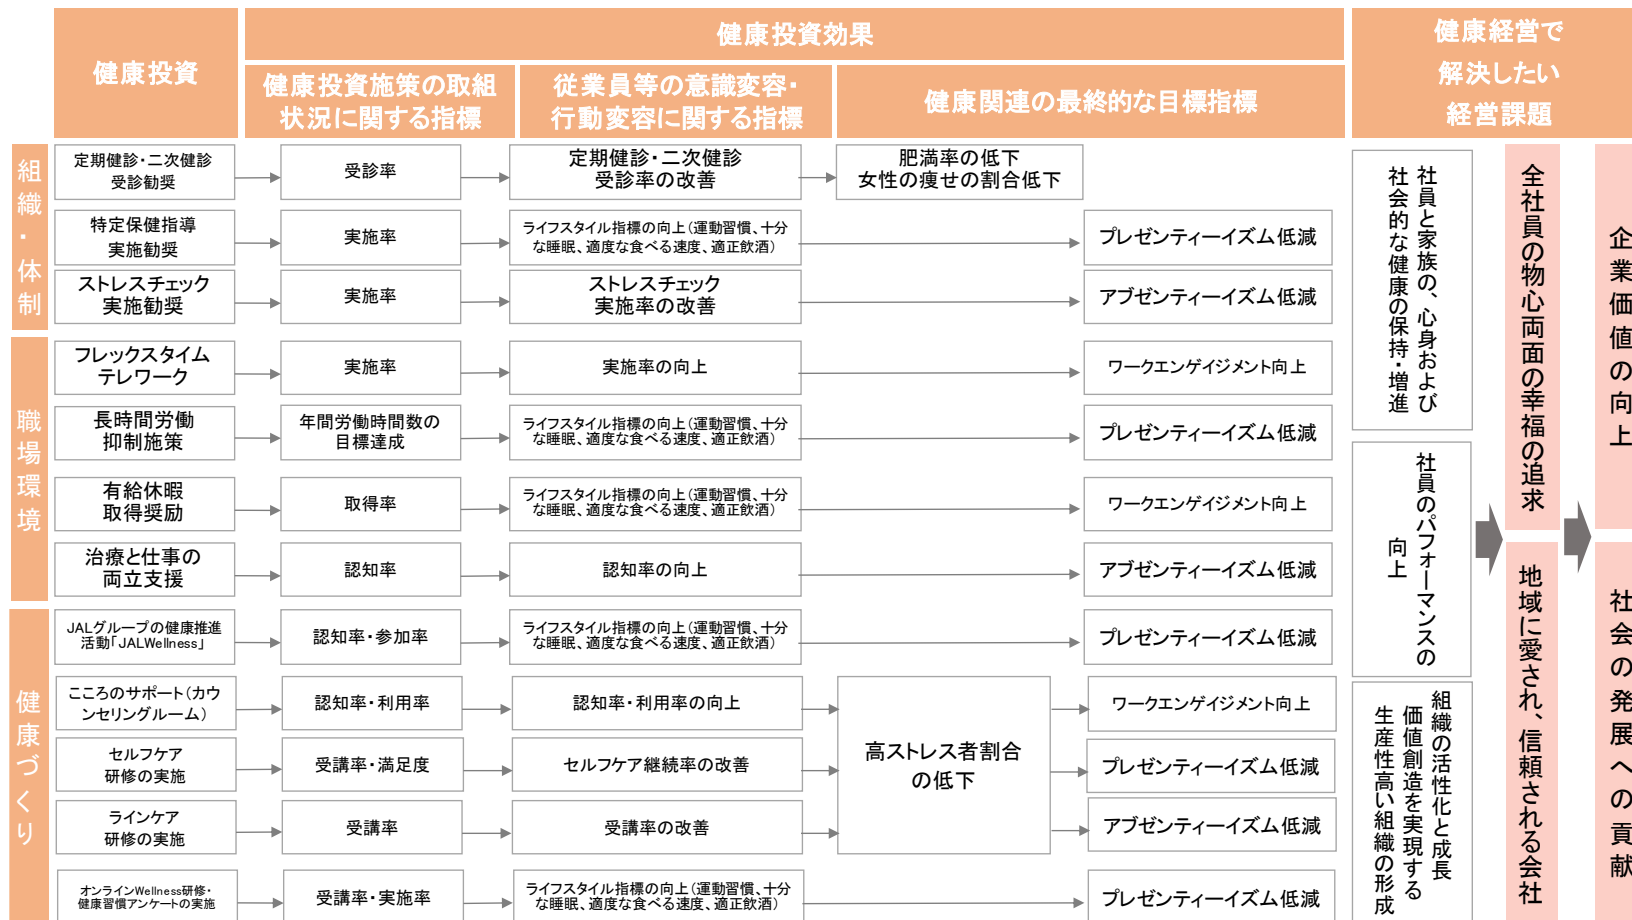 健康投資
健康投資効果
健康経営で
解決したい
経営課題
健康投資施策の取組
状況に関する指標
従業員等の意識変容・
行動変容に関する指標
健康関連の最終的な目標指標
組織・体制
定期健診・二次健診
受診勧奨
受診率
定期健診・二次健診
受診率の改善
肥満率の低下
女性の痩せの割合低下
特定保健指導
実施勧奨
実施率
ライフスタイル指標の向上(運動習慣、十分
な睡眠、適度な食べる速度、適正飲酒)
プレゼンティーイズム低減
ストレスチェック
実施勧奨
実施率
ストレスチェック
実施率の改善
アブゼンティーイズム低減
職場環境
フレックスタイム
テレワーク
実施率
実施率の向上
ワークエンゲイジメント向上
長時間労働
抑制施策
年間労働時間数の
目標達成
ライフスタイル指標の向上(運動習慣、十分
な睡眠、適度な食べる速度、適正飲酒)
プレゼンティーイズム低減
有給休暇
取得奨励
取得率
ライフスタイル指標の向上(運動習慣、十分
な睡眠、適度な食べる速度、適正飲酒)
ワークエンゲイジメント向上
治療と仕事の
両立支援
認知率
認知率の向上
アブゼンティーイズム低減
健康づくり
JALグループの健康推進
活動「JALWellness」
認知率・参加率
ライフスタイル指標の向上(運動習慣、十分
な睡眠、適度な食べる速度、適正飲酒)
プレゼンティーイズム低減
こころのサポート(カウ
ンセリングルーム)
認知率・利用率
認知率・利用率の向上
高ストレス者割合
の低下
ワークエンゲイジメント向上
セルフケア
研修の実施
受講率・満足度
セルフケア継続率の改善
プレゼンティーイズム低減
ラインケア
研修の実施
受講率
受講率の改善
アブゼンティーイズム低減
オンラインWellness研修・
健康習慣アンケートの実施
受講率・実施率
ライフスタイル指標の向上(運動習慣、十分
な睡眠、適度な食べる速度、適正飲酒)
プレゼンティーイズム低減
社員と家族の、心身および
社会的な健康の保持・増進
社員のパフォーマンスの
向上
組織の活性化と成長
価値創造を実現する
生産性高い組織の形成
全社員の物心両面の幸福の追求
地域に愛され、信頼される会社
企業価値の向上
社会の発展への貢献